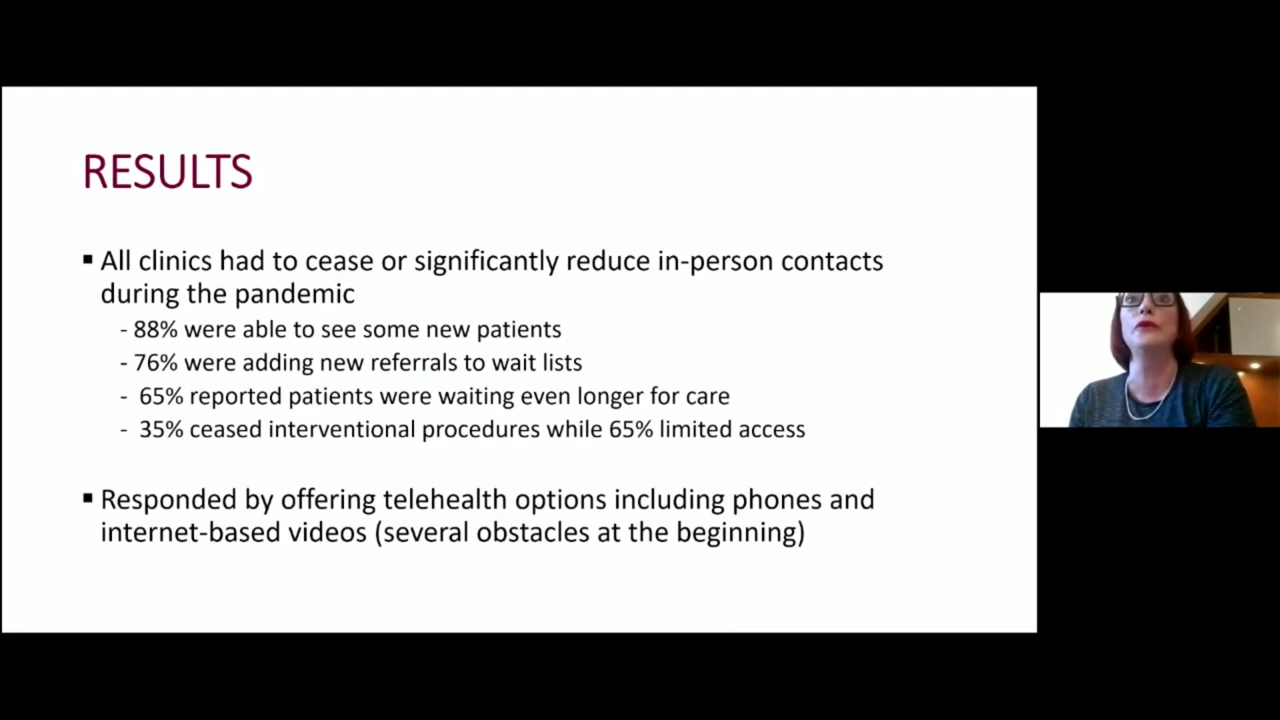 RESULTS
▪ All clinics had to cease or significantly reduce in-person contacts
during the pandemic
- 88% were able to see some new patients
- 76% were adding new referrals to wait lists
- 65% reported patients were waiting even longer for care
- 35% ceased interventional procedures while 65% limited access
▪ Responded by offering telehealth options including phones and
internet-based videos (several obstacles at the beginning)